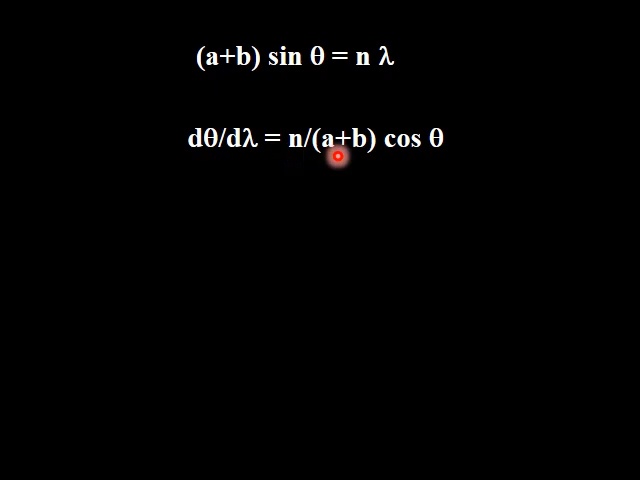 (a+b) sin θ = n λ
dθ/dλ = n/(a+b) cos θ